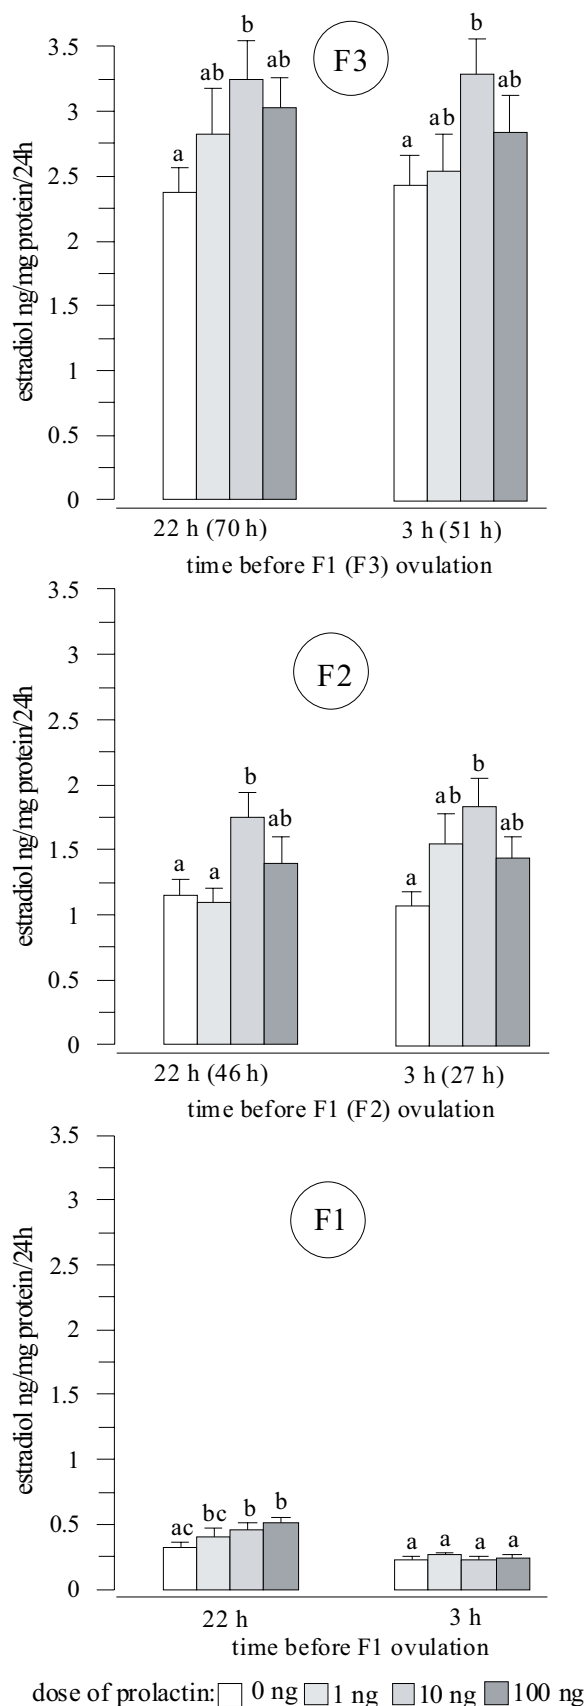 estradiol ng/mg protein/24h
3.5
3
2.5
2
1.5
1
0.5
0
F3
a
ab
b
ab
a
ab
b
ab
22 h (70 h)
3 h (51 h)
time before F1 (F3) ovulation
estradiol ng/mg protein/24h
3.5
3
2.5
2
1.5
1
0.5
0
F2
a
a
b
ab
a
ab
b
ab
22 h (46 h)
3 h (27 h)
time before F1 (F2) ovulation
estradiol ng/mg protein/24h
3.5
3
2.5
2
1.5
1
0.5
0
F1
ac
bc
b
b
a
a
a
a
22 h
3 h
time before F1 ovulation
dose of prolactin: 0 ng 1 ng 10 ng 100 ng